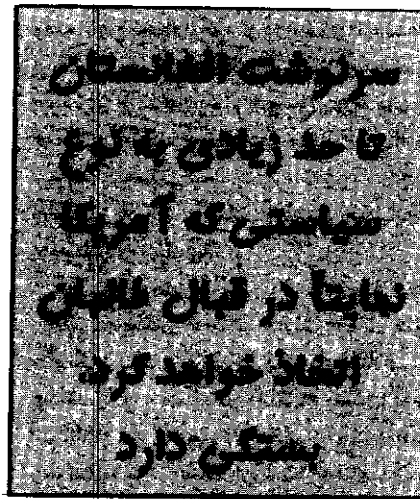 سرنوشت افغانستان
تا حد زیادی به نوع
سیاستی که آمریکا
نهایتاً در قبال طالبان
اتخاذ خواهد کرد،
بستگی دارد